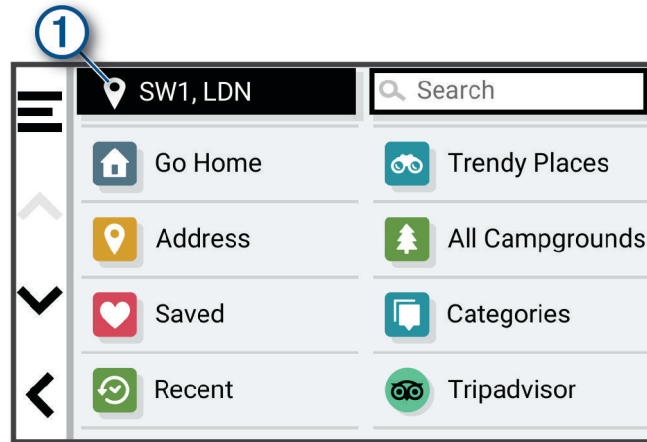 1
SW1, LDN
Search
Go Home
Trendy Places
Address
All Campgrounds
Saved
Categories
Recent
Tripadvisor